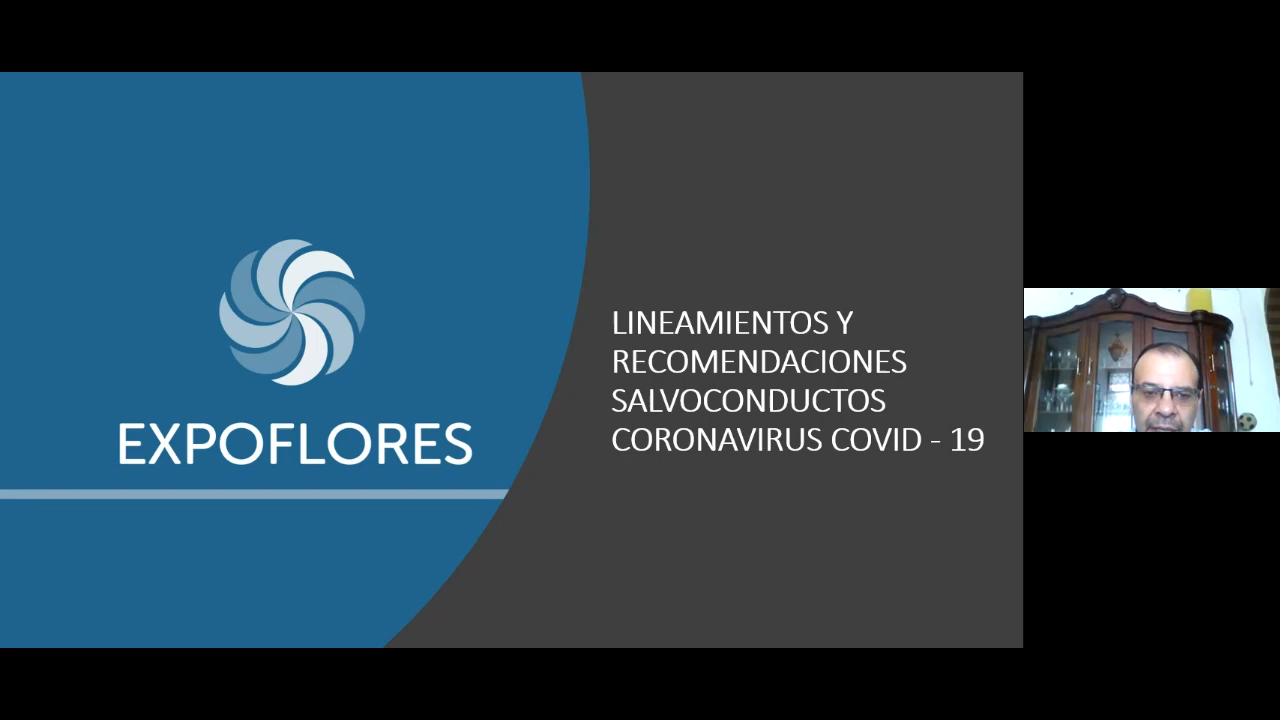 EXPOFLORES
LINEAMIENTOS Y
RECOMENDACIONES
SALVOCONDUCTOS
CORONAVIRUS COVID - 19